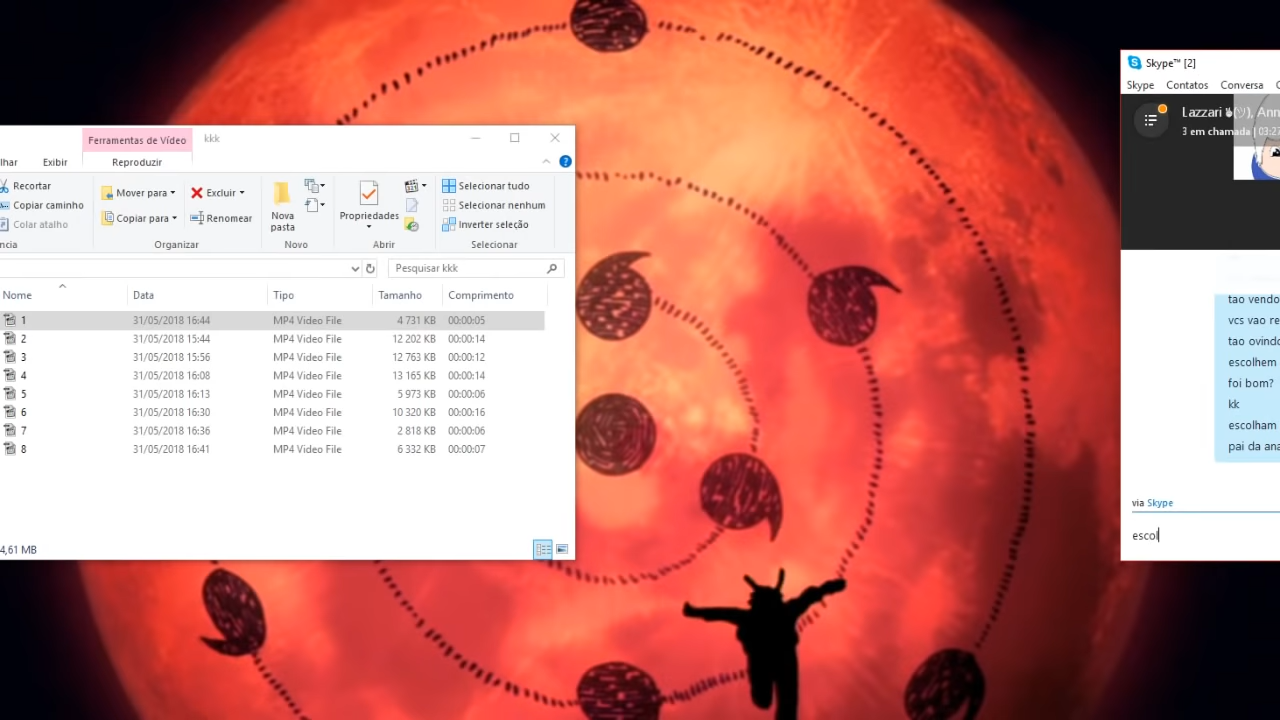 Ferramentas de Vídeo kkk
lhar Exibir Reproduzir
Recortar
Copiar caminho
Colar atalho
ncia
Mover para
Copiar para
Excluir
Renomear
Organizar
Nova
pasta
Novo
Propriedades
Abrir
Selecionar tudo
Selecionar nenhum
Inverter seleção
Selecionar
Pesquisar kkk
Nome Data Tipo Tamanho Comprimento
1 31/05/2018 16:44 MP4 Video File 4 731 KB 00:00:05
2 31/05/2018 15:44 MP4 Video File 12 202 KB 00:00:14
3 31/05/2018 15:56 MP4 Video File 12 763 KB 00:00:12
4 31/05/2018 16:08 MP4 Video File 13 165 KB 00:00:14
5 31/05/2018 16:13 MP4 Video File 5 973 KB 00:00:06
6 31/05/2018 16:30 MP4 Video File 10 320 KB 00:00:16
7 31/05/2018 16:36 MP4 Video File 2 818 KB 00:00:06
8 31/05/2018 16:41 MP4 Video File 6 332 KB 00:00:07
4,61 MB
Skype™ [2]
Skype Contatos Conversa
Lazzari (ツ), Ann
3 em chamada | 03:27
tao vendo
vcs vao re
tao ovindo
escolhem
foi bom?
kk
escolham
pai da ana
via Skype
escol